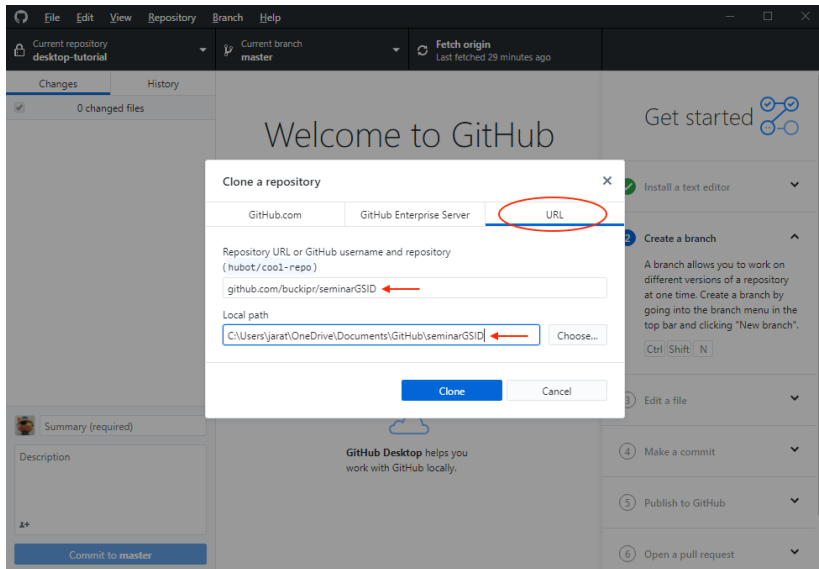 File Edit View Repository Branch Help
Current repository
desktop-tutorial
Current branch
master
Fetch origin
Last fetched 29 minutes ago
Changes
History
0 changed files
Welcome to GitHub
Get started
Clone a repository
GitHub.com
GitHub Enterprise Server
URL
Repository URL or GitHub username and repository
(hubot/cool-repo)
github.com/buckipr/seminarGSID
Local path
C:\Users\jarat\OneDrive\Documents\GitHub\seminarGSID
Choose...
Clone
Cancel
Install a text editor
2 Create a branch
A branch allows you to work on
different versions of a repository
at one time. Create a branch by
going into the branch menu in the
top bar and clicking "New branch".
Ctrl Shift N
3 Edit a file
4 Make a commit
5 Publish to GitHub
6 Open a pull request
GitHub Desktop helps you
work with GitHub locally.
Summary (required)
Description
Commit to master